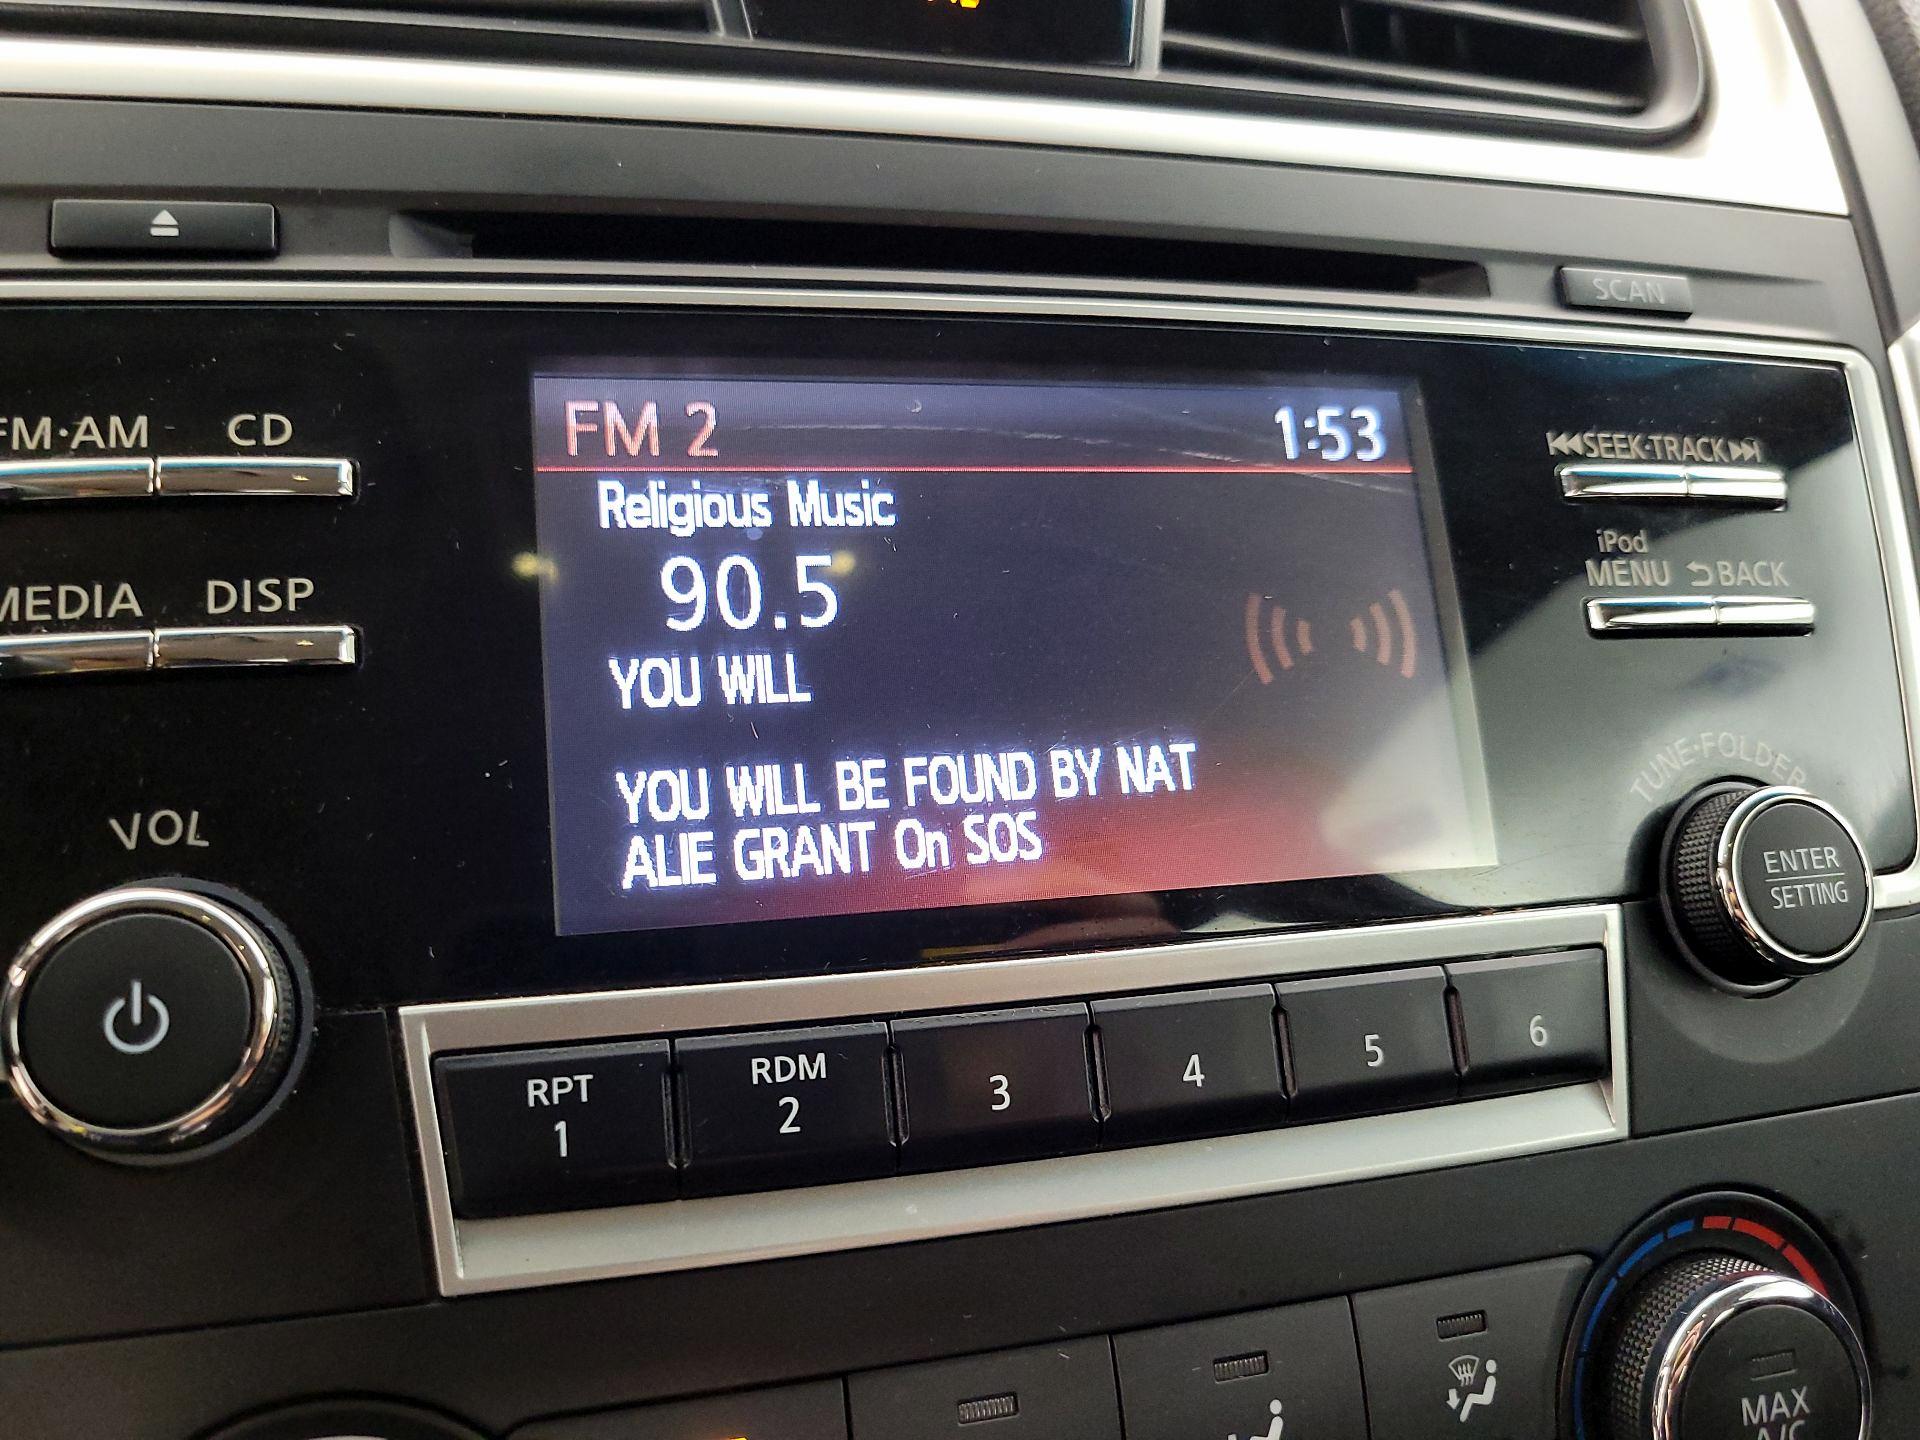 SCAN
FM·AM CD
SEEK·TRACK
FM 2 1:53
Religious Music
90.5
iPod
MENU BACK
MEDIA DISP
YOU WILL
YOU WILL BE FOUND BY NAT
ALIE GRANT On SOS
TUNE·FOLDER
VOL
ENTER
SETTING
RPT
1
RDM
2
3
4
5
6
MAX
A/C